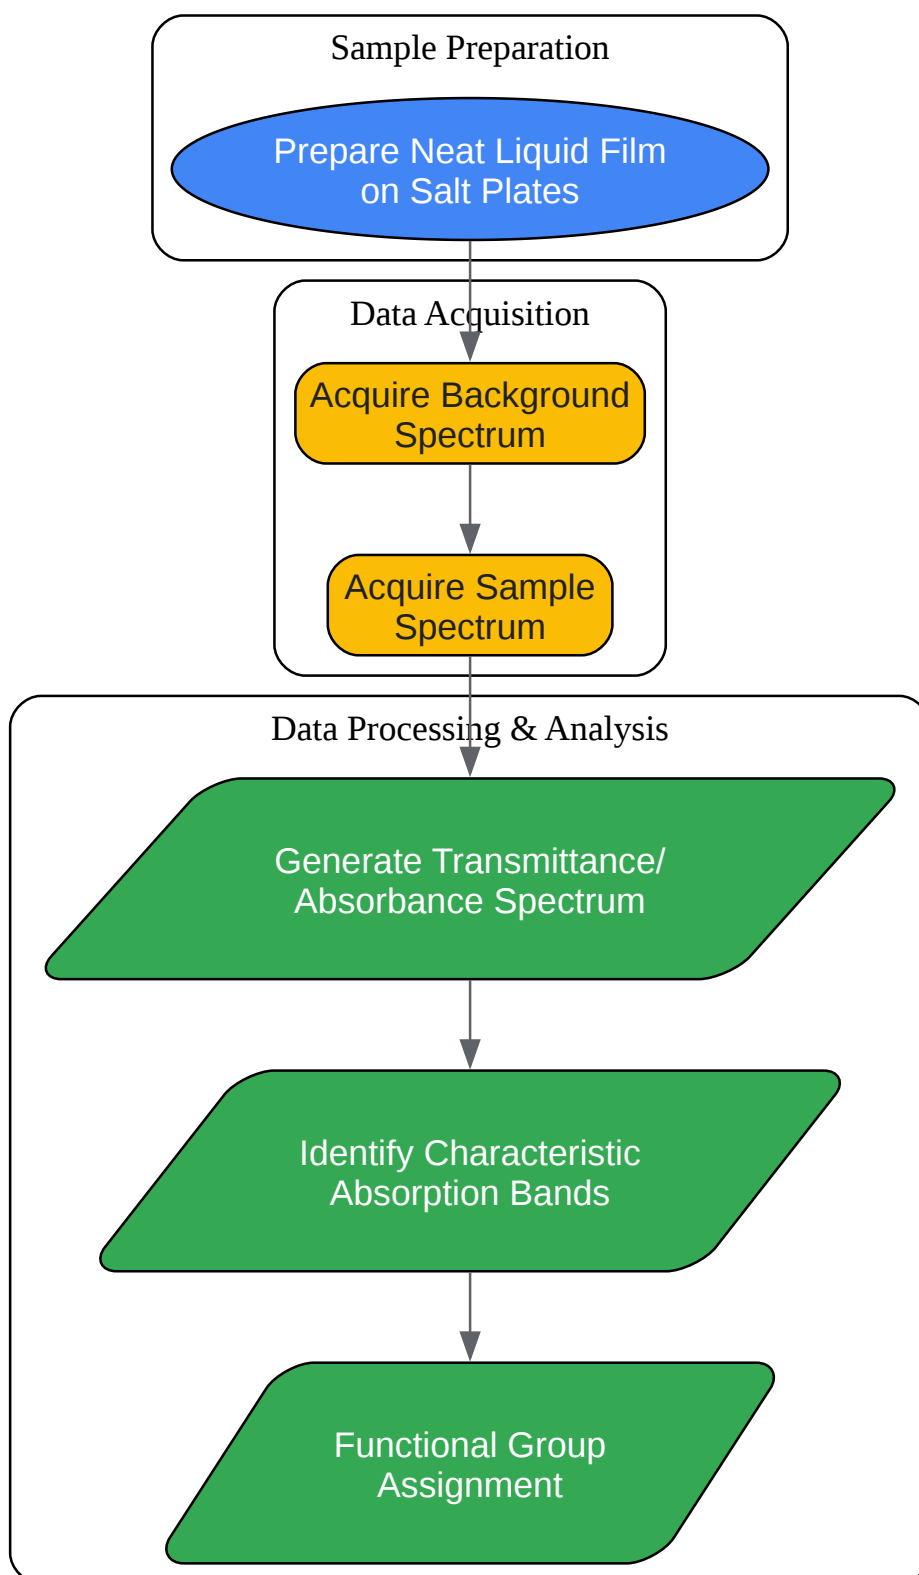 Sample Preparation
Prepare Neat Liquid Film
on Salt Plates
Data Acquisition
Acquire Background
Spectrum
Acquire Sample
Spectrum
Data Processing & Analysis
Generate Transmittance/
Absorbance Spectrum
Identify Characteristic
Absorption Bands
Functional Group
Assignment